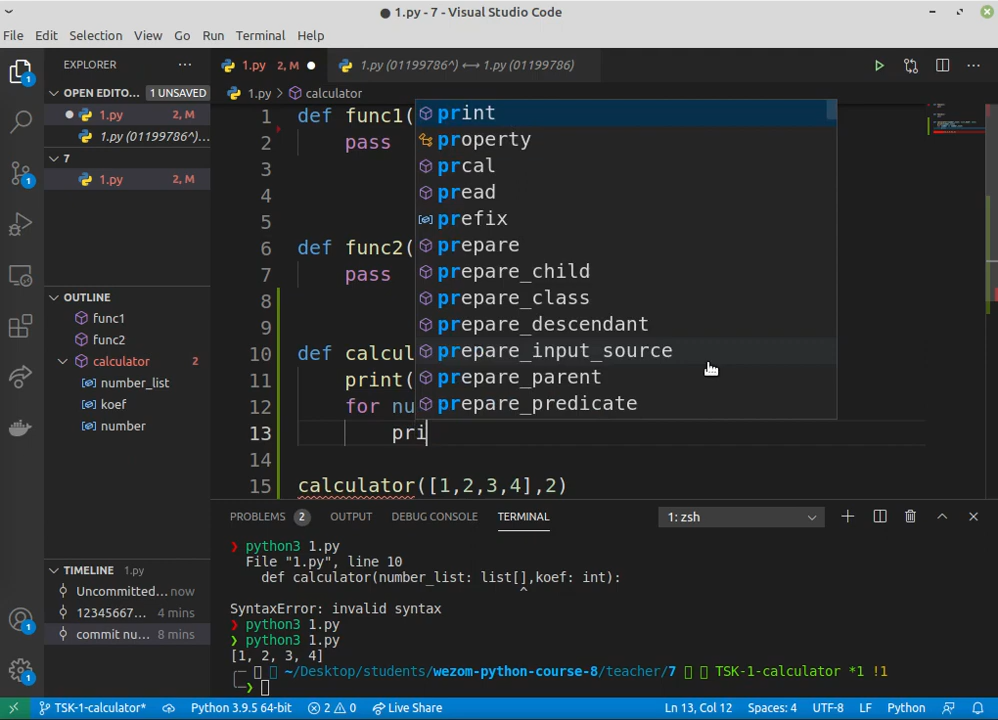 1.py - 7 - Visual Studio Code
File Edit Selection View Go Run Terminal Help
EXPLORER
1.py 2, M
1.py (01199786^) ⟷ 1.py (01199786)
OPEN EDITO... 1 UNSAVED
1.py > calculator
1.py 2, M
1.py (01199786^)...
7
1.py 2, M
OUTLINE
func1
func2
calculator 2
number_list
koef
number
TIMELINE 1.py
Uncommitted... now
12345667... 4 mins
commit nu... 8 mins
1 def func1(
2 pass
3
4
5
6 def func2(
7 pass
8
9
10 def calcul
11 print(
12 for nu
13 pri
14
15 calculator([1,2,3,4],2)
print
property
prcal
pread
prefix
prepare
prepare_child
prepare_class
prepare_descendant
prepare_input_source
prepare_parent
prepare_predicate
PROBLEMS 2 OUTPUT DEBUG CONSOLE TERMINAL 1: zsh
❯ python3 1.py
File "1.py", line 10
def calculator(number_list: list[],koef: int):
^
SyntaxError: invalid syntax
❯ python3 1.py
❯ python3 1.py
[1, 2, 3, 4]
~/Desktop/students/wezom-python-course-8/teacher/7 TSK-1-calculator *1 !1
TSK-1-calculator* Python 3.9.5 64-bit 2 0 Live Share Ln 13, Col 12 Spaces: 4 UTF-8 LF Python